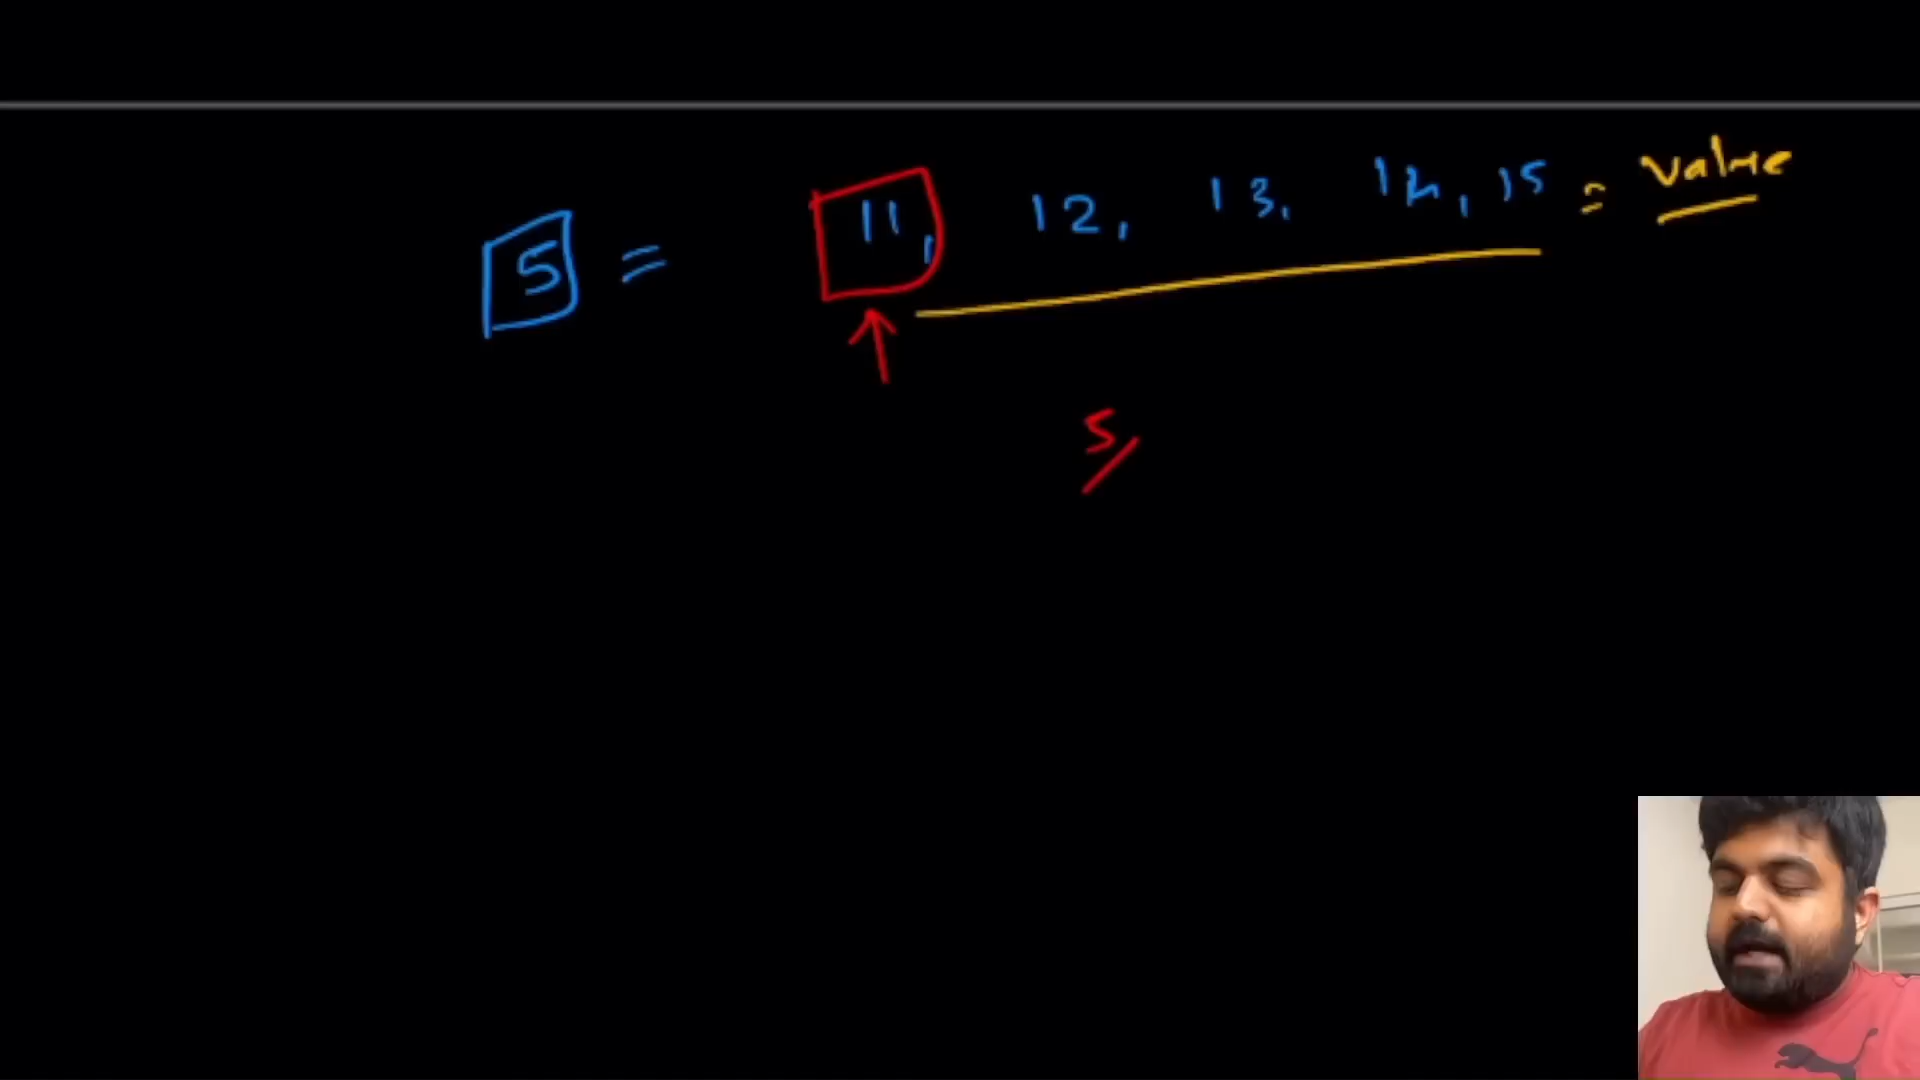 5 = 11, 12, 13, 14, 15 = value
5,